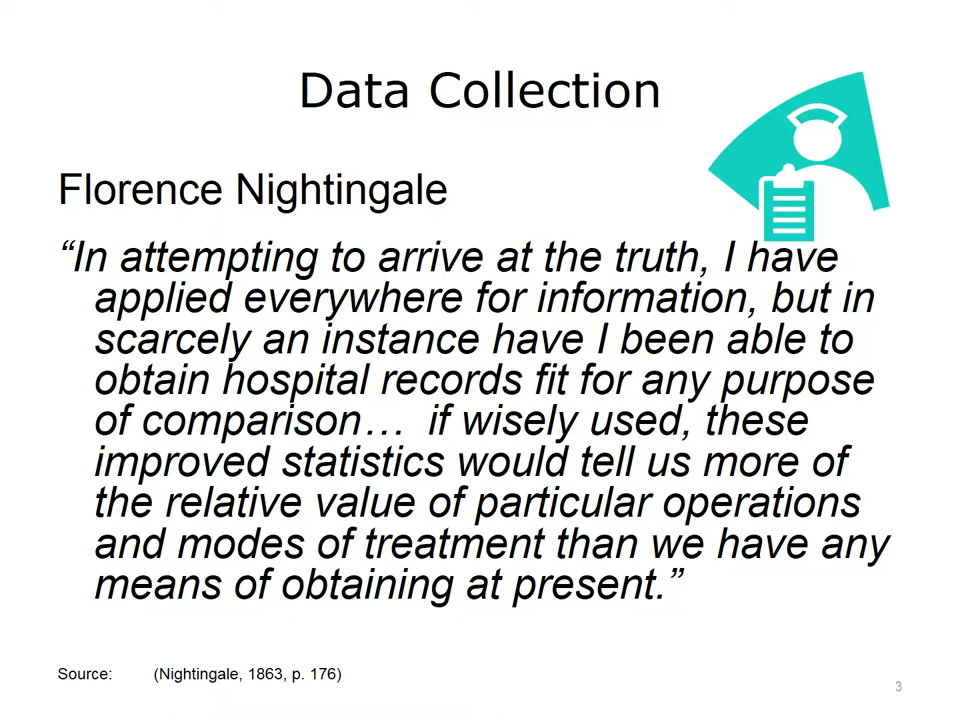 Data Collection
Florence Nightingale
“In attempting to arrive at the truth, I have
applied everywhere for information, but in
scarcely an instance have I been able to
obtain hospital records fit for any purpose
of comparison… if wisely used, these
improved statistics would tell us more of
the relative value of particular operations
and modes of treatment than we have any
means of obtaining at present.”
Source: (Nightingale, 1863, p. 176)
3